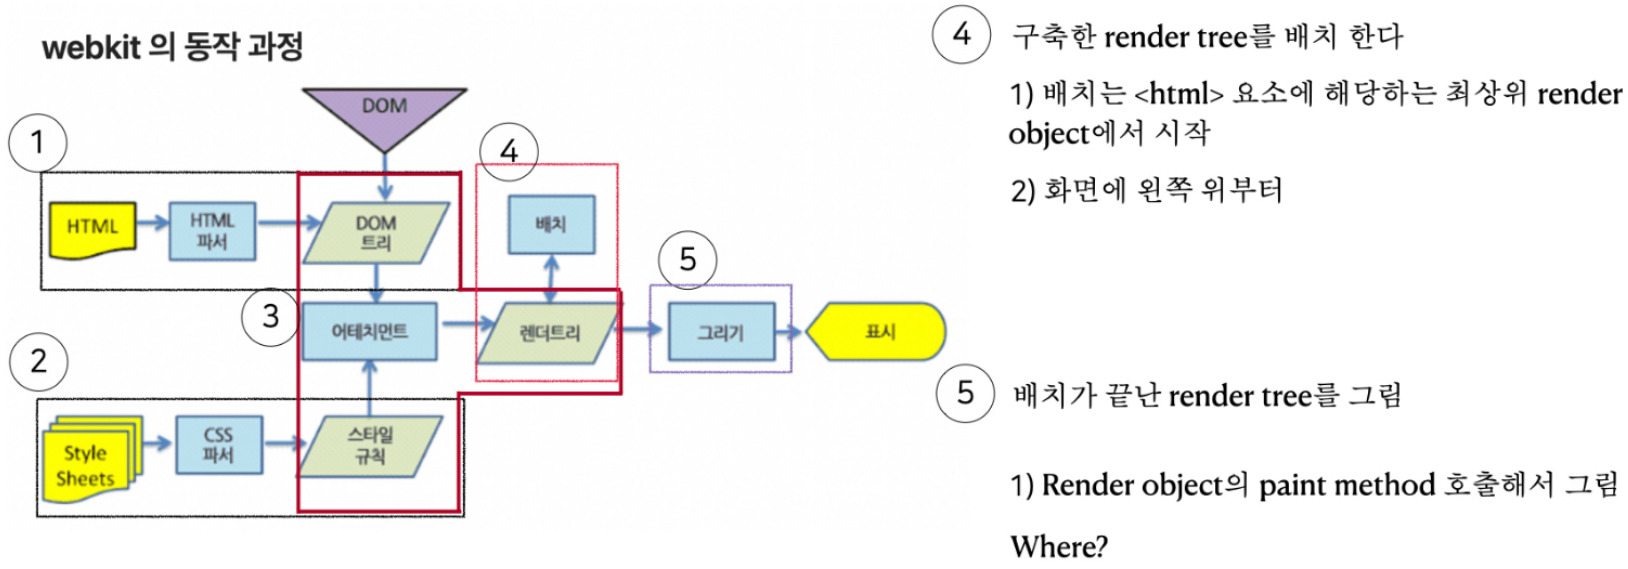 webkit 의 동작 과정
DOM
1
HTML
HTML
파서
DOM
트리
4
배치
3
어테치먼트
렌더트리
5
그리기
표시
2
Style
Sheets
CSS
파서
스타일
규칙
4 구축한 render tree를 배치 한다
1) 배치는 <html> 요소에 해당하는 최상위 render
object에서 시작
2) 화면에 왼쪽 위부터
5 배치가 끝난 render tree를 그림
1) Render object의 paint method 호출해서 그림
Where?